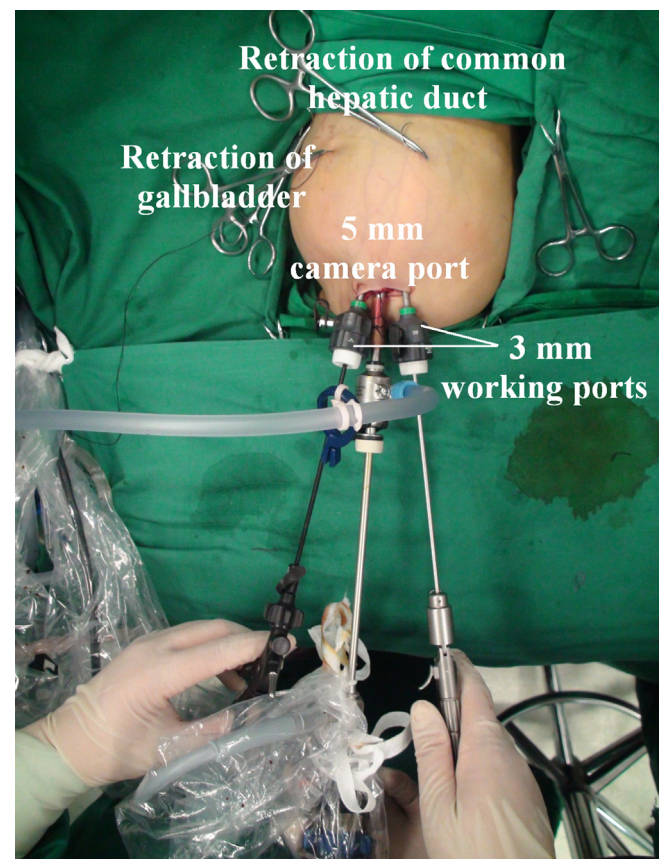 Retraction of common
hepatic duct
Retraction of
gallbladder
5 mm
camera port
3 mm
working ports